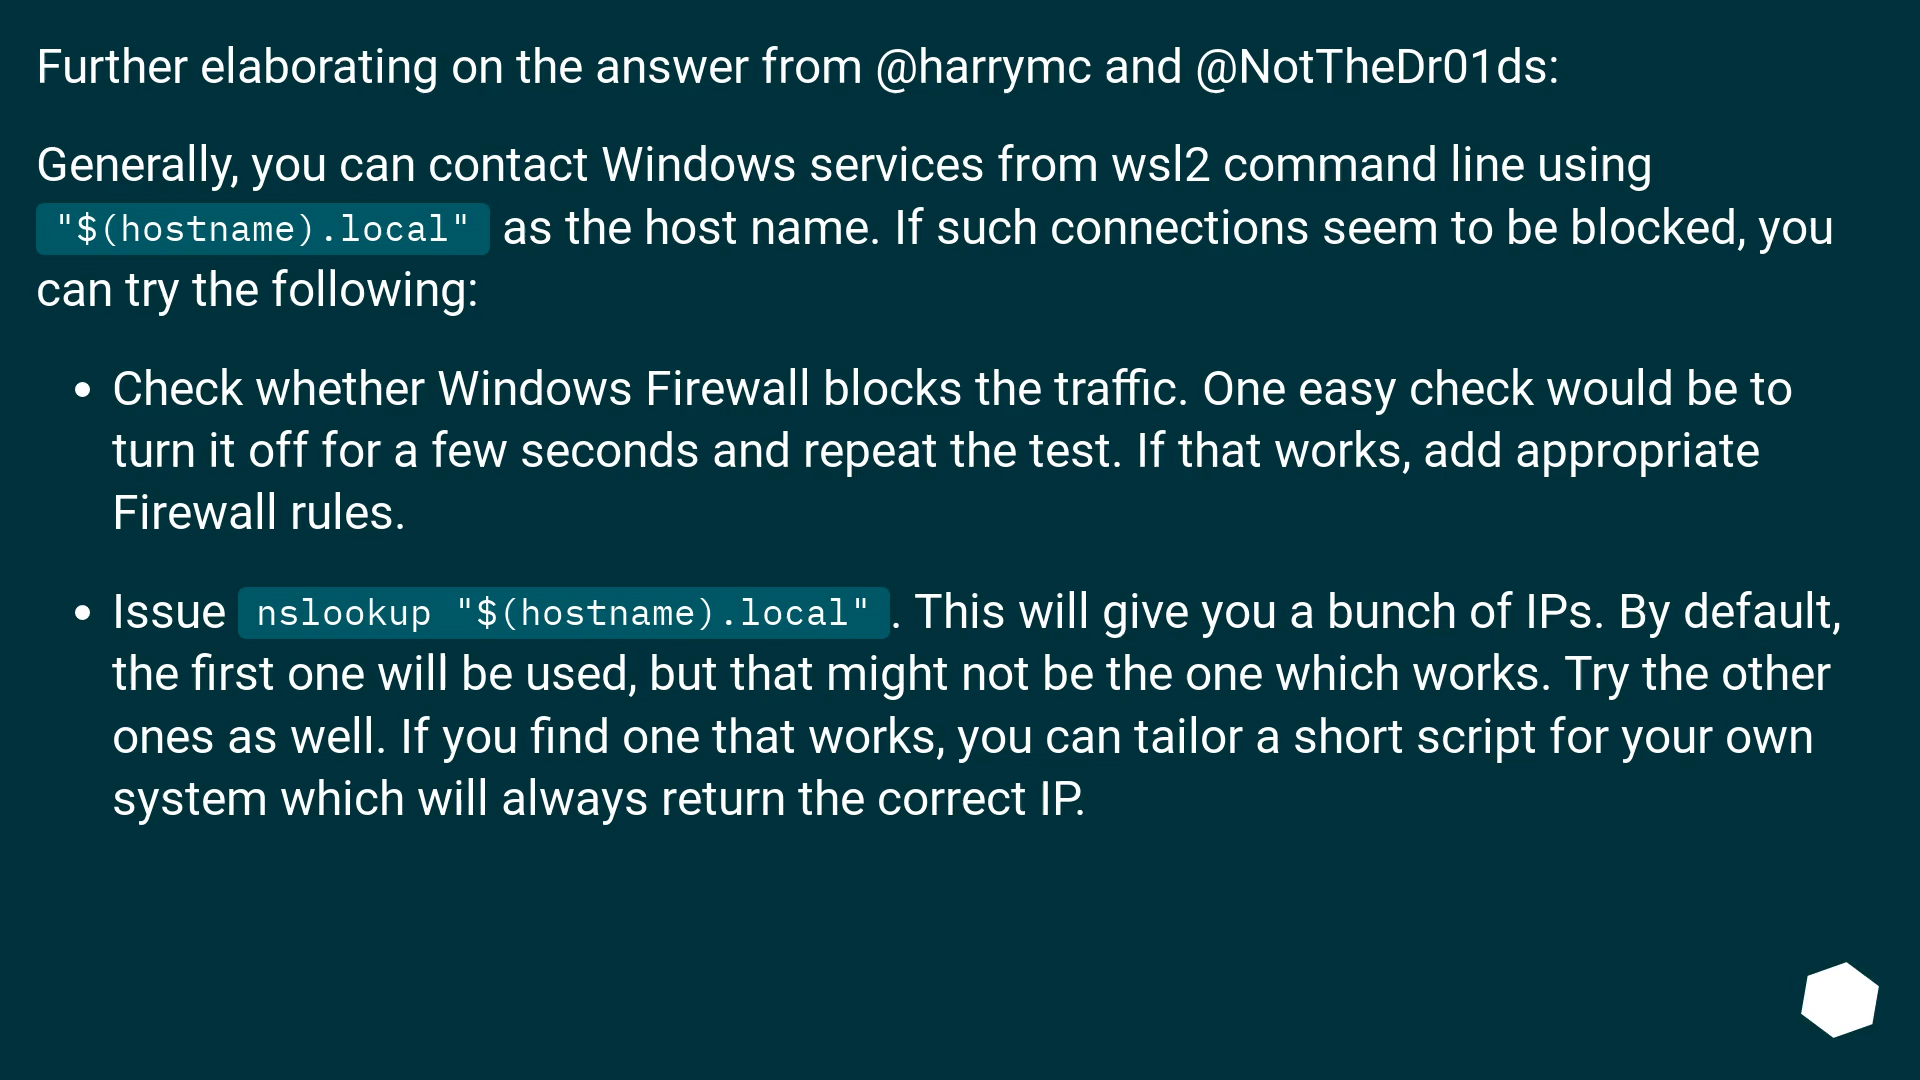 Further elaborating on the answer from @harrymc and @NotTheDr01ds:
Generally, you can contact Windows services from wsl2 command line using
"$(hostname).local" as the host name. If such connections seem to be blocked, you
can try the following:
• Check whether Windows Firewall blocks the traffic. One easy check would be to
turn it off for a few seconds and repeat the test. If that works, add appropriate
Firewall rules.
• Issue nslookup "$(hostname).local". This will give you a bunch of IPs. By default,
the first one will be used, but that might not be the one which works. Try the other
ones as well. If you find one that works, you can tailor a short script for your own
system which will always return the correct IP.